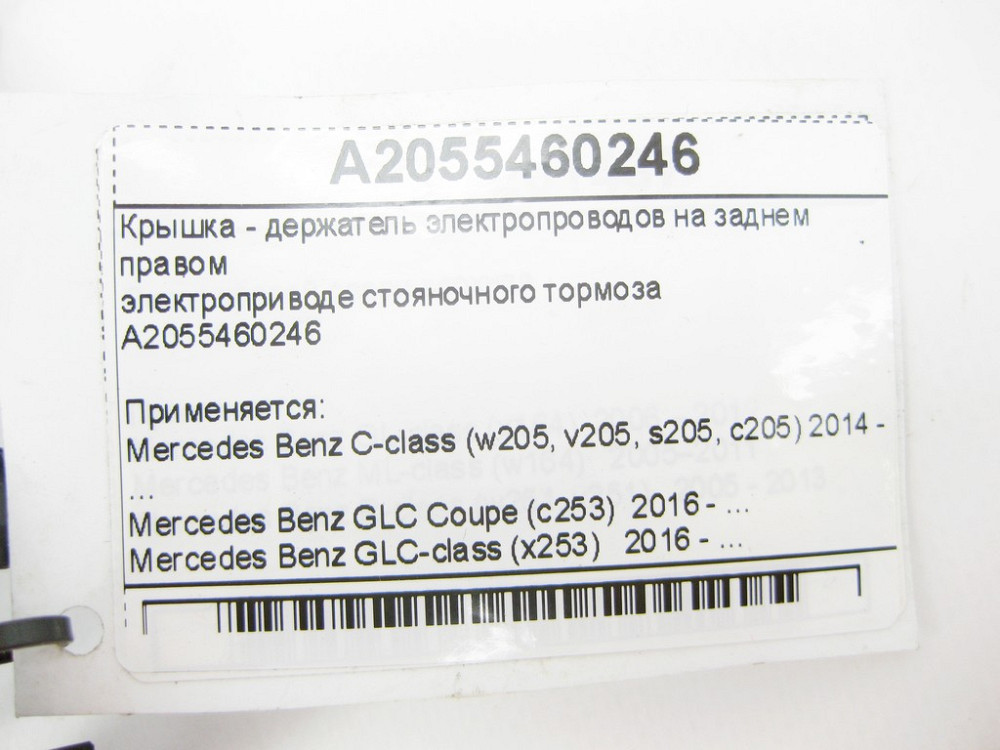 A2055460246
Крышка - держатель электропроводов на заднем
правом
электроприводе стояночного тормоза
A2055460246
Применяется:
Mercedes Benz C-class (w205, v205, s205, c205) 2014 -
...
Mercedes Benz GLC Coupe (c253) 2016 - ...
Mercedes Benz GLC-class (x253) 2016 - ...